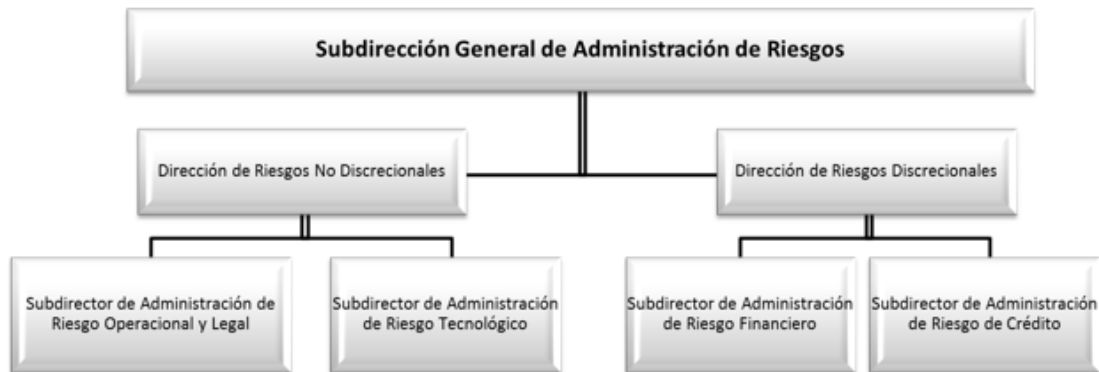 Subdirección General de Administración de Riesgos
Dirección de Riesgos No Discrecionales
Dirección de Riesgos Discrecionales
Subdirector de Administración de
Riesgo Operacional y Legal
Subdirector de Administración
de Riesgo Tecnológico
Subdirector de Administración
de Riesgo Financiero
Subdirector de Administración
de Riesgo de Crédito